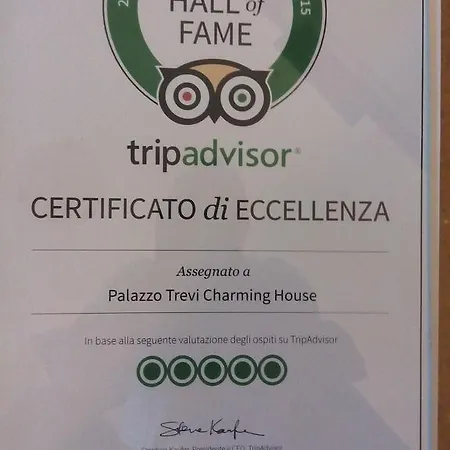 HALL of
FAME
15
tripadvisor®
CERTIFICATO di ECCELLENZA
Assegnato a
Palazzo Trevi Charming House
In base alla seguente valutazione degli ospiti su TripAdvisor